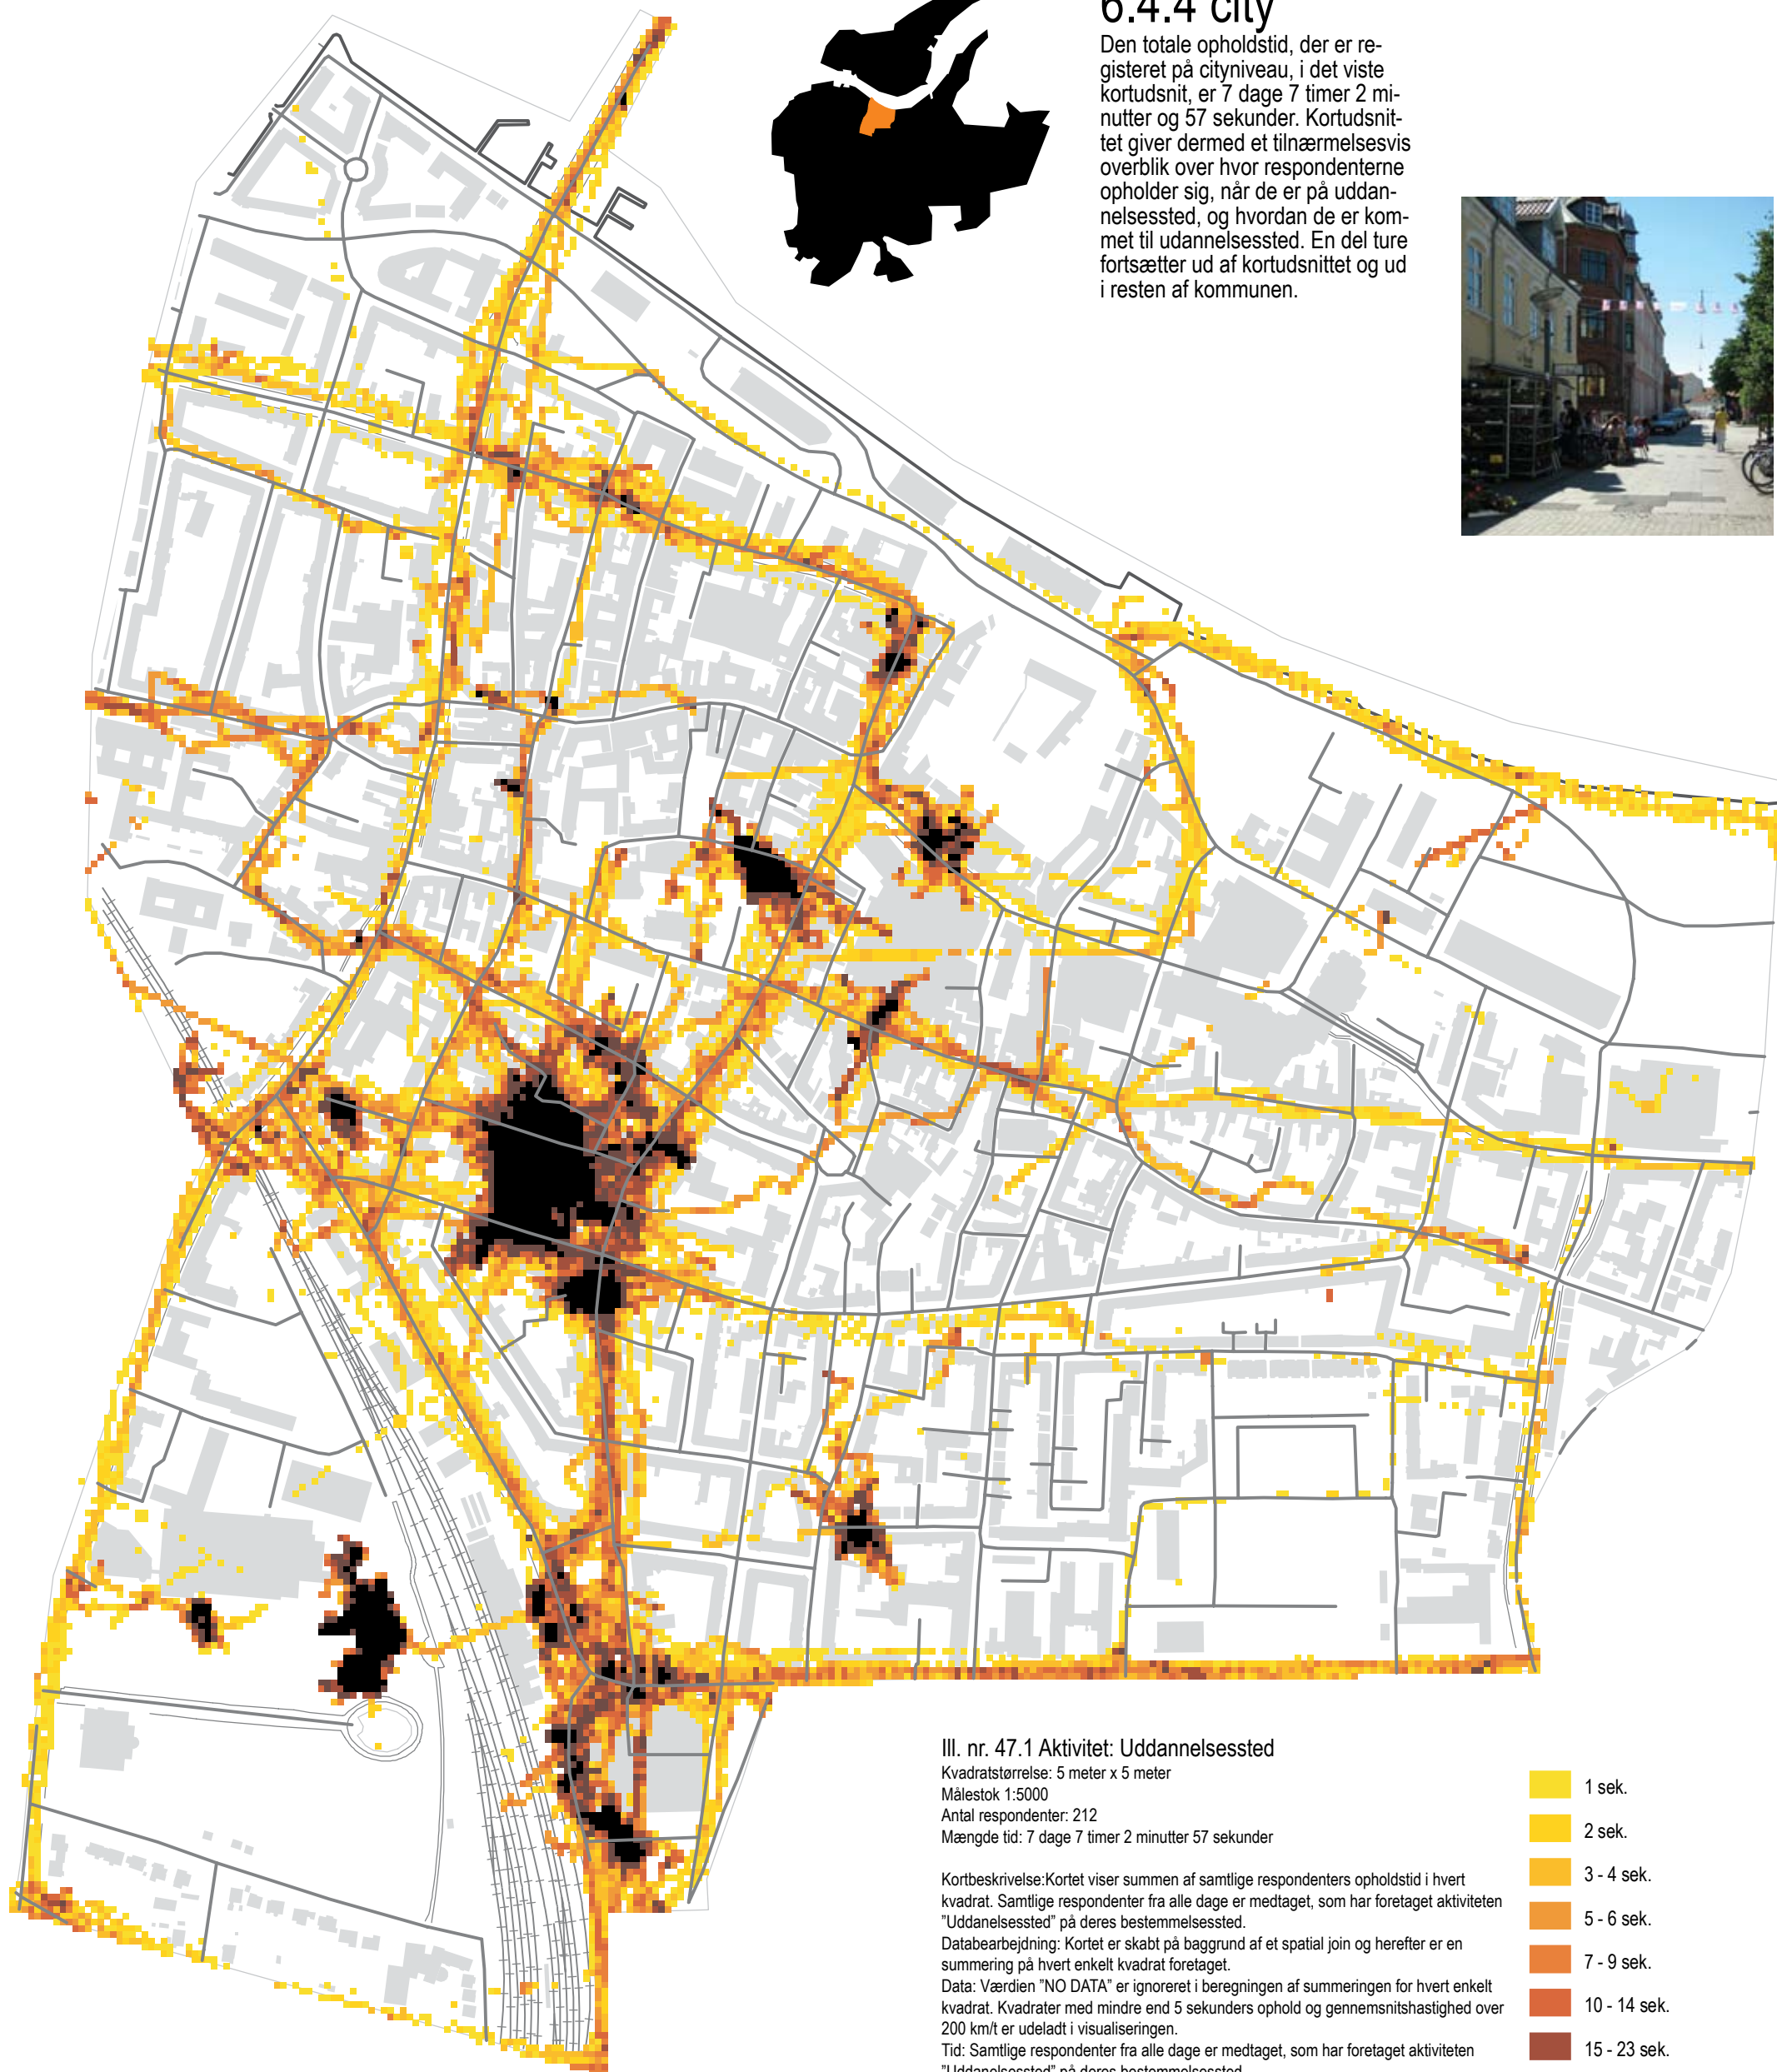 6.4.4 city
Den totale opholdstid, der er re-
gisteret på cityniveau, i det viste
kortudsnit, er 7 dage 7 timer 2 mi-
nutter og 57 sekunder. Kortudsnit-
tet giver dermed et tilnærmelsesvis
overblik over hvor respondenterne
opholder sig, når de er på uddan-
nelsessted, og hvordan de er kom-
met til udannelsessted. En del ture
fortsætter ud af kortudsnittet og ud
i resten af kommunen.
Ill. nr. 47.1 Aktivitet: Uddannelsessted
Kvadratstørrelse: 5 meter x 5 meter
Målestok 1:5000
Antal respondenter: 212
Mængde tid: 7 dage 7 timer 2 minutter 57 sekunder
Kortbeskrivelse:Kortet viser summen af samtlige respondenters opholdstid i hvert
kvadrat. Samtlige respondenter fra alle dage er medtaget, som har foretaget aktiviteten
"Uddanelsessted" på deres bestemmelsessted.
Databearbejdning: Kortet er skabt på baggrund af et spatial join og herefter er en
summering på hvert enkelt kvadrat foretaget.
Data: Værdien "NO DATA" er ignoreret i beregningen af summeringen for hvert enkelt
kvadrat. Kvadrater med mindre end 5 sekunders ophold og gennemsnitshastighed over
200 km/t er udeladt i visualiseringen.
Tid: Samtlige respondenter fra alle dage er medtaget, som har foretaget aktiviteten
"Uddanelsessted" på deres bestemmelsessted
1 sek.
2 sek.
3 - 4 sek.
5 - 6 sek.
7 - 9 sek.
10 - 14 sek.
15 - 23 sek.